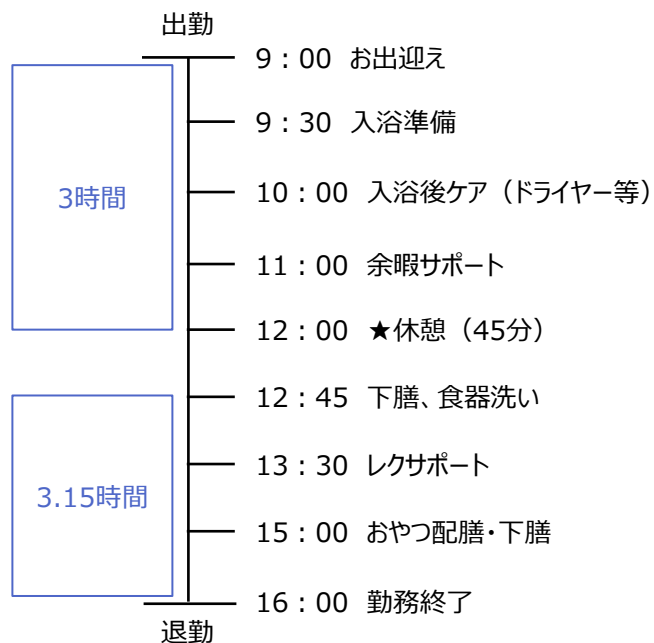 出勤
9：00 お出迎え
9：30 入浴準備
3時間
10：00 入浴後ケア（ドライヤー等）
11：00 余暇サポート
12：00 ★休憩（45分）
12：45 下膳、食器洗い
13：30 レクサポート
3.15時間
15：00 おやつ配膳・下膳
16：00 勤務終了
退勤